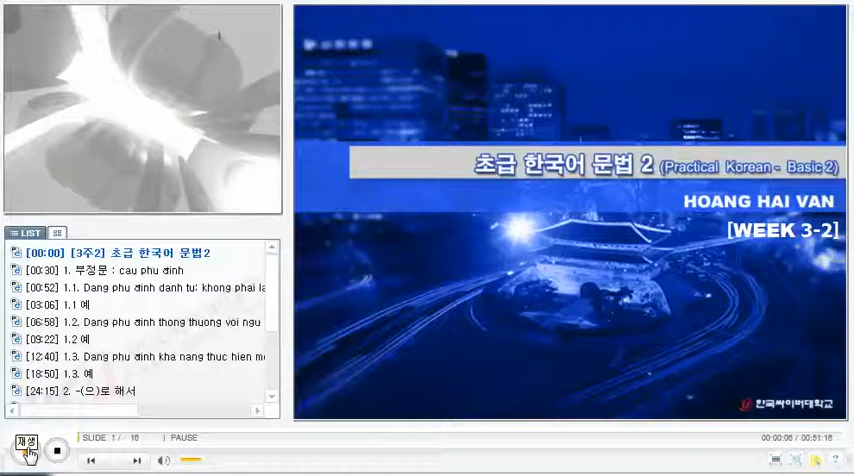 초급 한국어 문법 2 (Practical Korean - Basic 2)
HOANG HAI VAN
[WEEK 3-2]
한국싸이버대학교
LIST
[00:00] [3주2] 초급 한국어 문법2
[00:30] 1. 부정문 : cau phu dinh
[00:52] 1.1. Dang phu dinh danh tu: khong phai la
[03:06] 1.1 예
[06:58] 1.2. Dang phu dinh thong thuong voi ngu
[09:22] 1.2 예
[12:40] 1.3. Dang phu dinh kha nang thuc hien mo
[18:50] 1.3. 예
[24:15] 2. -(으)로 해서
재생
SLIDE 1 / 16 | PAUSE
00:00:06 / 00:51:16